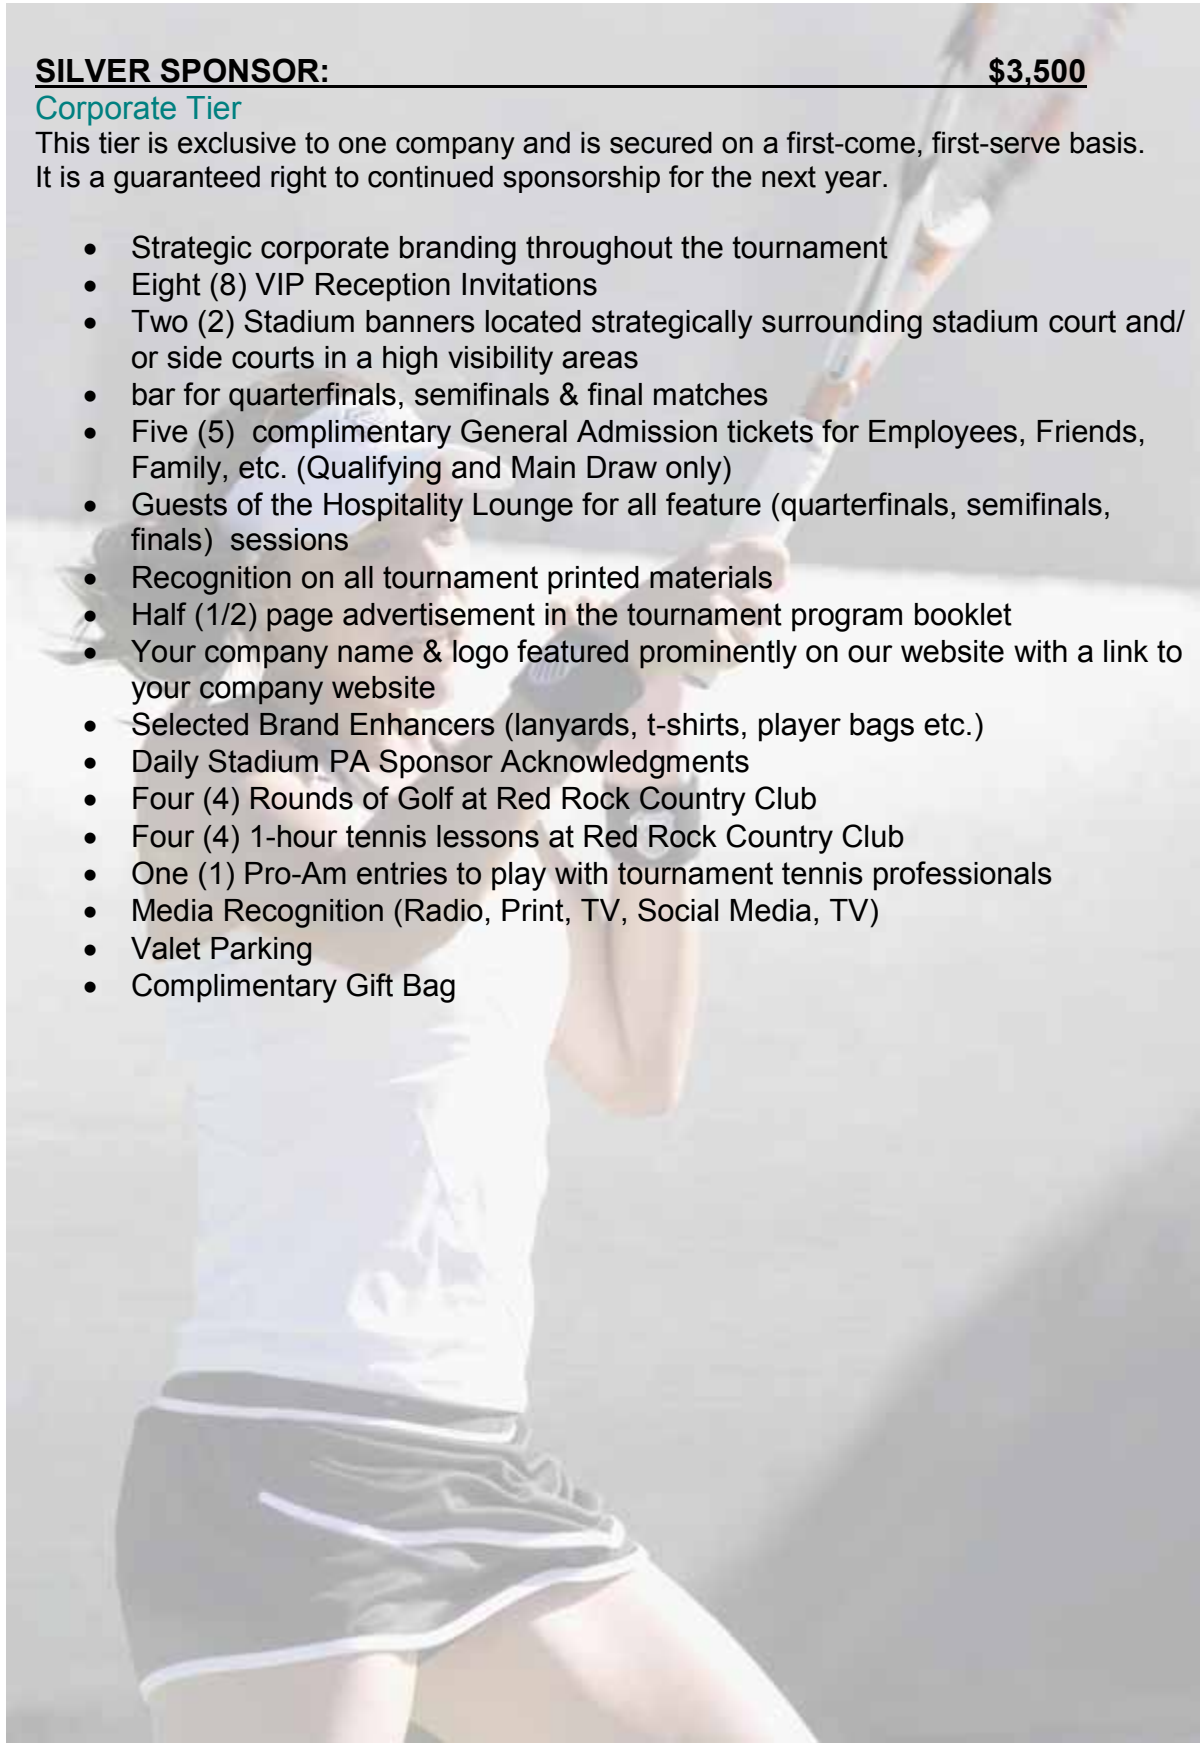 SILVER SPONSOR: $3,500
Corporate Tier
This tier is exclusive to one company and is secured on a first-come, first-serve basis.
It is a guaranteed right to continued sponsorship for the next year.
• Strategic corporate branding throughout the tournament
• Eight (8) VIP Reception Invitations
• Two (2) Stadium banners located strategically surrounding stadium court and/
or side courts in a high visibility areas
• bar for quarterfinals, semifinals & final matches
• Five (5)  complimentary General Admission tickets for Employees, Friends,
Family, etc. (Qualifying and Main Draw only)
• Guests of the Hospitality Lounge for all feature (quarterfinals, semifinals,
finals)  sessions
• Recognition on all tournament printed materials
• Half (1/2) page advertisement in the tournament program booklet
• Your company name & logo featured prominently on our website with a link to
your company website
• Selected Brand Enhancers (lanyards, t-shirts, player bags etc.)
• Daily Stadium PA Sponsor Acknowledgments
• Four (4) Rounds of Golf at Red Rock Country Club
• Four (4) 1-hour tennis lessons at Red Rock Country Club
• One (1) Pro-Am entries to play with tournament tennis professionals
• Media Recognition (Radio, Print, TV, Social Media, TV)
• Valet Parking
• Complimentary Gift Bag